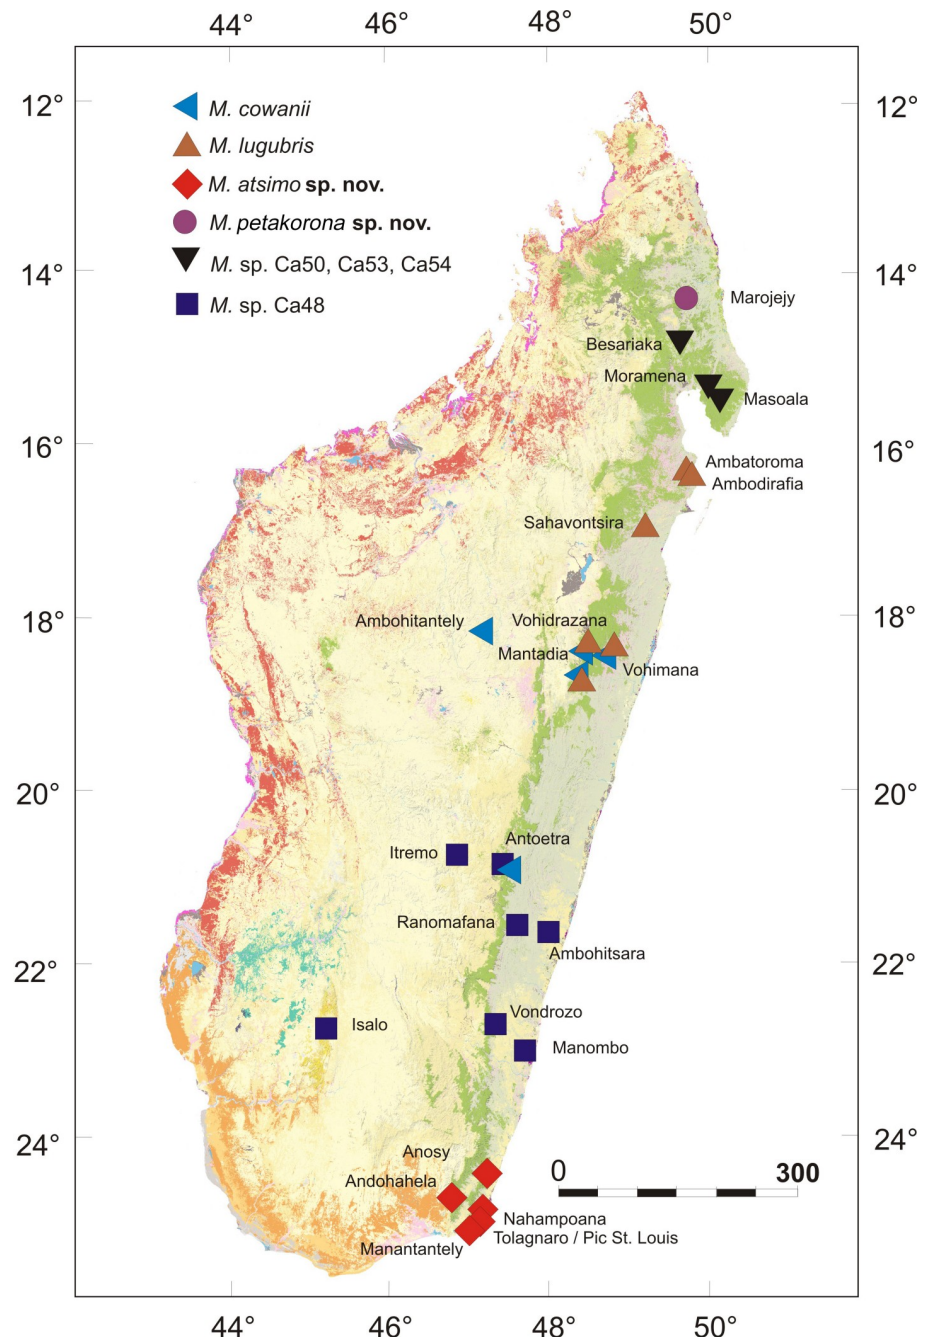 44° 46° 48° 50°
12° 12°
M. cowanii
M. lugubris
M. atsimo sp. nov.
M. petakorona sp. nov.
M. sp. Ca50, Ca53, Ca54
M. sp. Ca48
14° 14°
Marojejy
Besariaka
Moramena
Masoala
16° 16°
Ambatoroma
Ambodirafia
Sahavontsira
18° 18°
Ambohitantely
Vohidrazana
Mantadia
Vohimana
20° 20°
Antoetra
Itremo
Ranomafana
Ambohitsara
22° 22°
Vondrozo
Isalo
Manombo
24° 24°
Anosy
0 300
Andohahela
Nahampoana
Tolagnaro / Pic St. Louis
Manantantely
44° 46° 48° 50°